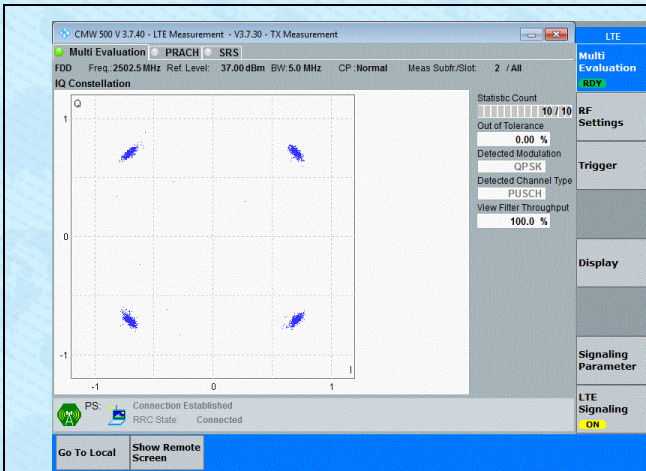 CMW 500 V 3.7.40 - LTE Measurement - V3.7.30 - TX Measurement
LTE
Multi Evaluation PRACH SRS
FDD Freq.: 2502.5 MHz Ref. Level: 37.00 dBm BW: 5.0 MHz CP : Normal Meas Subfr./Slot: 2 / All
IQ Constellation
Q
1
0
-1
-1 0 1
I
Statistic Count
10 / 10
Out of Tolerance
0.00 %
Detected Modulation
QPSK
Detected Channel Type
PUSCH
View Filter Throughput
100.0 %
Multi
Evaluation
RDY
RF
Settings
Trigger
Display
Signaling
Parameter
LTE
Signaling
ON
PS: Connection Established
RRC State: Connected
Go To Local
Show Remote
Screen